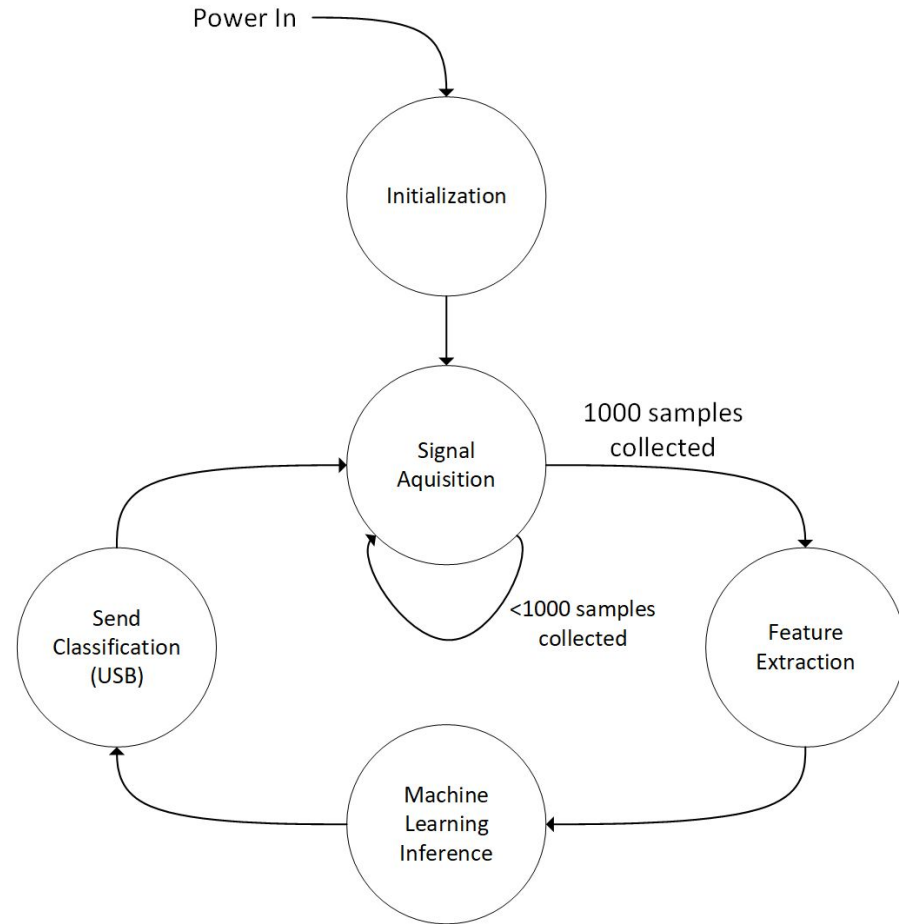 Power In
Initialization
Signal
Aquisition
1000 samples
collected
<1000 samples
collected
Send
Classification
(USB)
Feature
Extraction
Machine
Learning
Inference